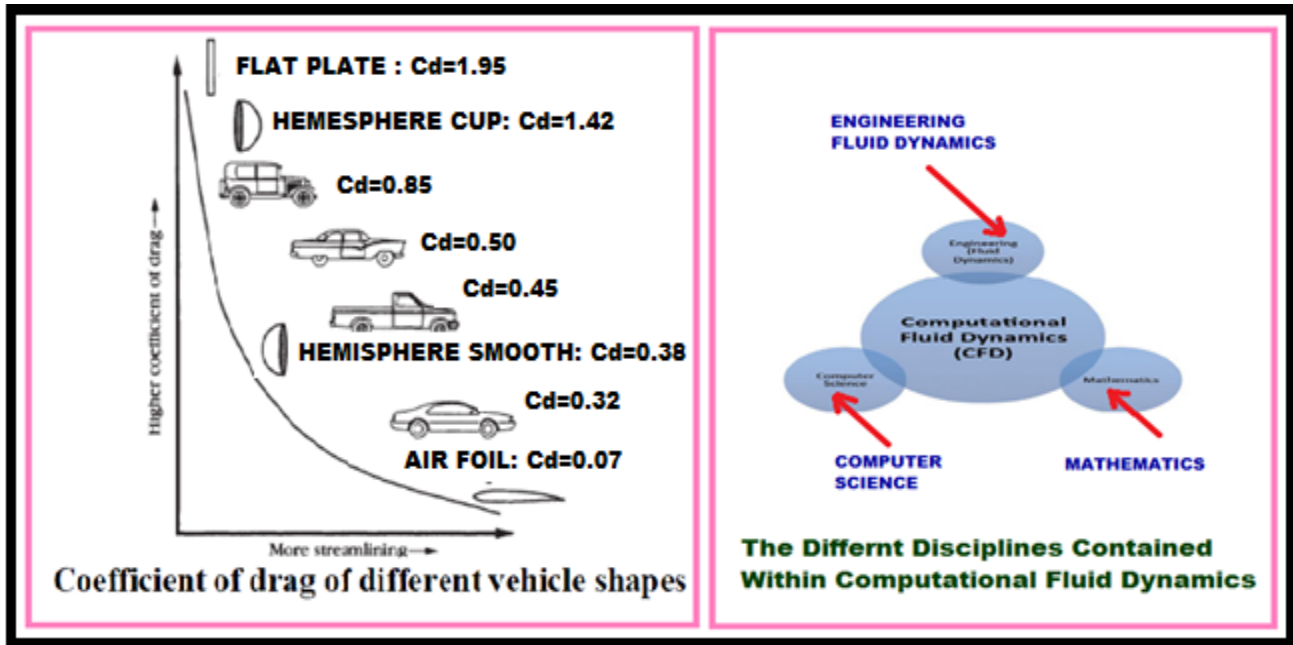 FLAT PLATE : Cd=1.95
HEMESPHERE CUP: Cd=1.42
Cd=0.85
Cd=0.50
Cd=0.45
HEMISPHERE SMOOTH: Cd=0.38
Cd=0.32
AIR FOIL: Cd=0.07
Higher coefficient of drag
More streamlining
Coefficient of drag of different vehicle shapes
ENGINEERING
FLUID DYNAMICS
Engineering
(Fluid
Dynamics)
Computational
Fluid Dynamics
(CFD)
Computer
Science
Mathematics
COMPUTER
SCIENCE
MATHEMATICS
The Differnt Disciplines Contained
Within Computational Fluid Dynamics